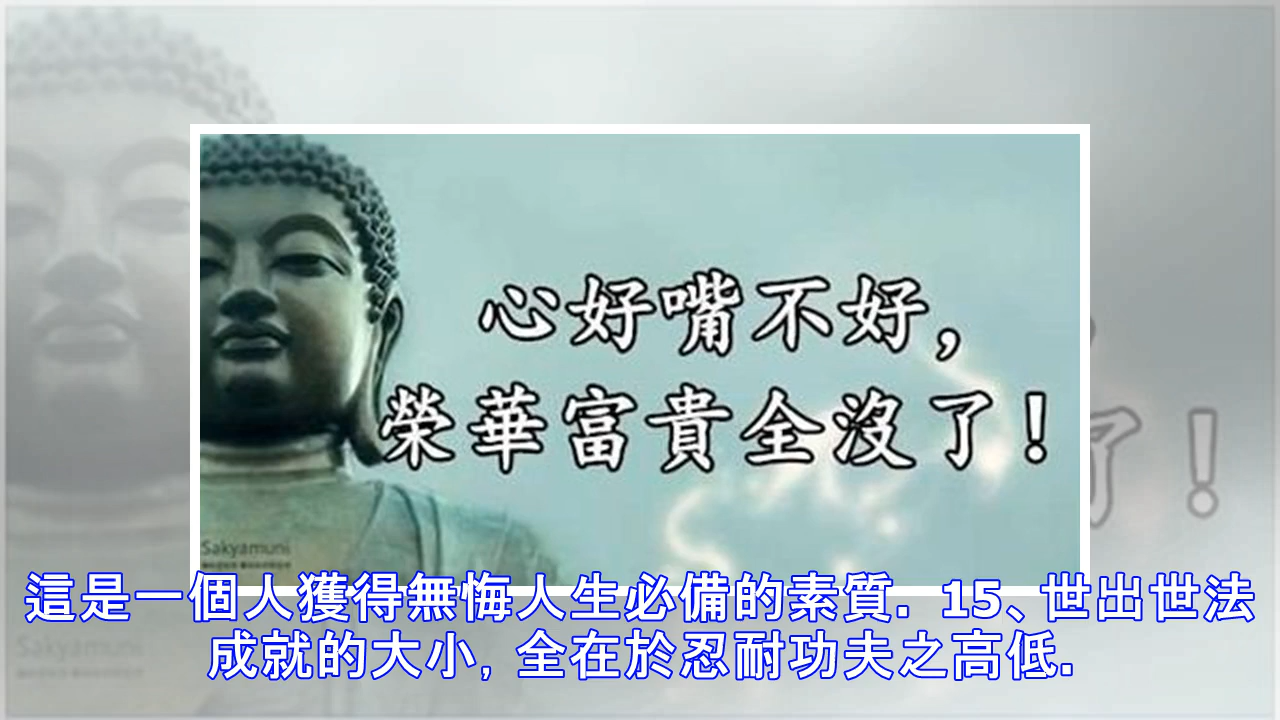 心好嘴不好，
榮華富貴全沒了！
Sakyamuni
這是一個人獲得無悔人生必備的素質. 15、世出世法
成就的大小, 全在於忍耐功夫之高低.
了！
Sakyamuni